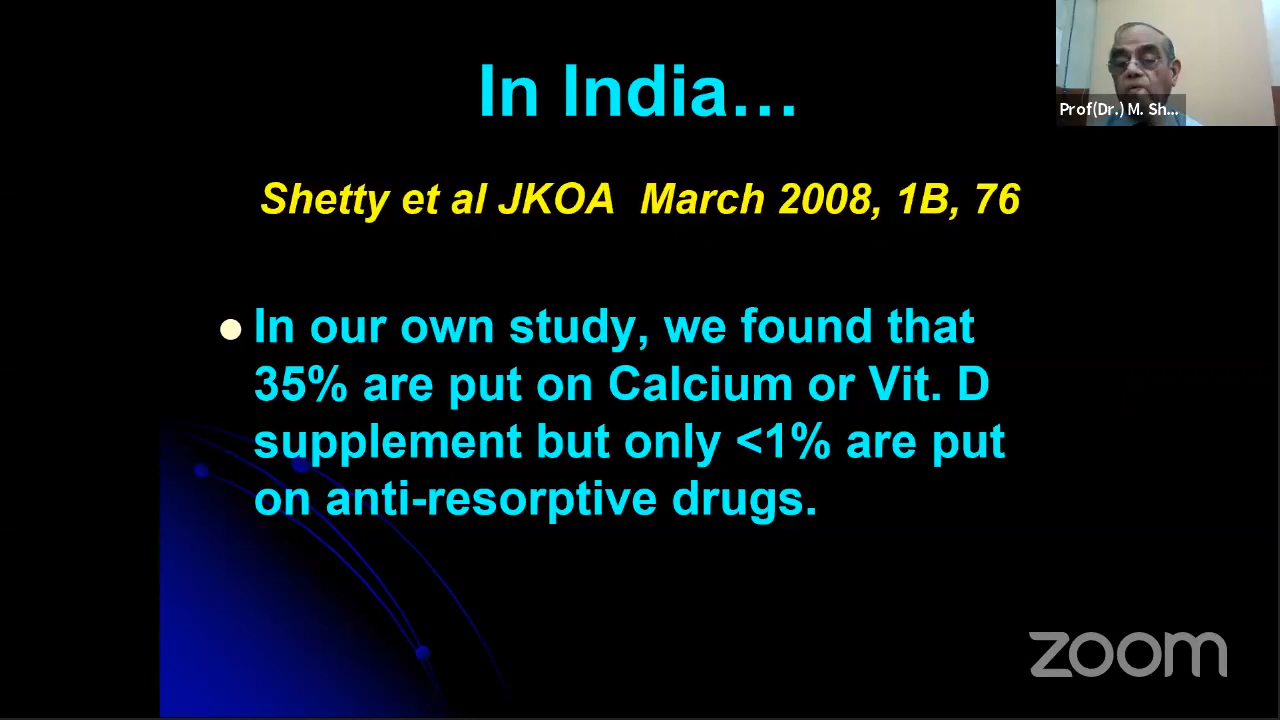 In India…
Prof(Dr.) M. Sh...
Shetty et al JKOA March 2008, 1B, 76
In our own study, we found that
35% are put on Calcium or Vit. D
supplement but only <1% are put
on anti-resorptive drugs.
zoom